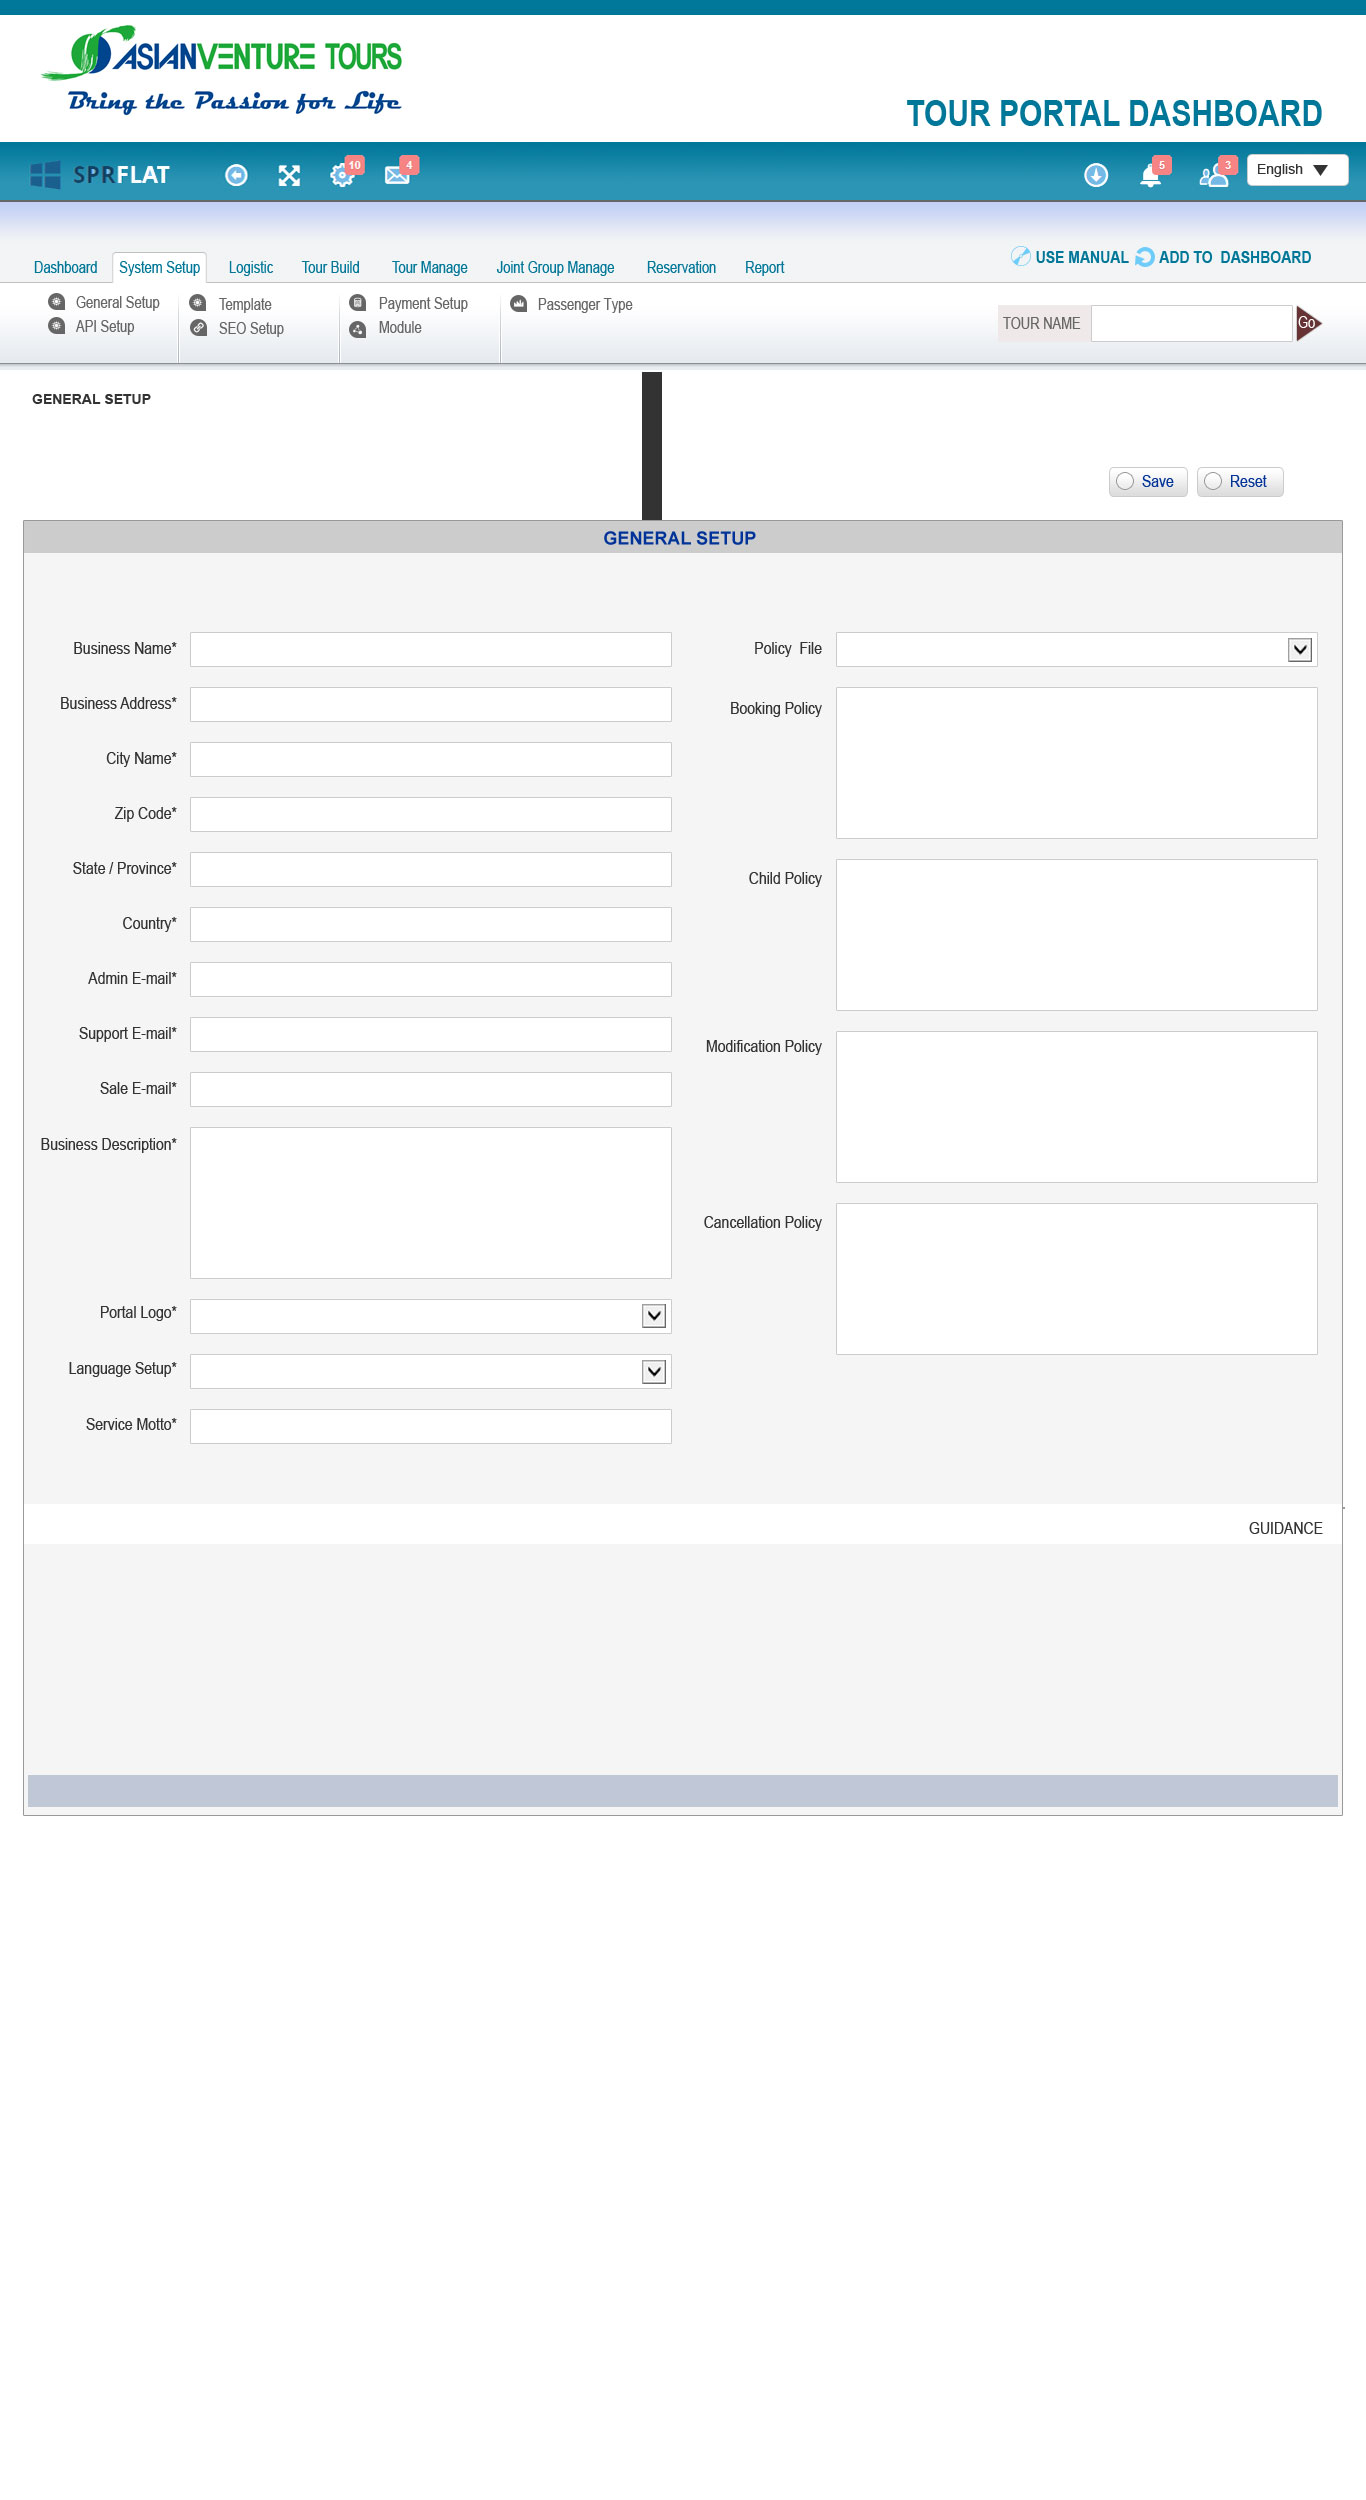 ASIANVENTURE TOURS
Bring the Passion for Life
TOUR PORTAL DASHBOARD
SPRFLAT
10
4
5
3
English
USE MANUAL
ADD TO DASHBOARD
Dashboard
System Setup
Logistic
Tour Build
Tour Manage
Joint Group Manage
Reservation
Report
General Setup
Template
Payment Setup
Passenger Type
API Setup
SEO Setup
Module
TOUR NAME
Go
GENERAL SETUP
Save
Reset
GENERAL SETUP
Business Name*
Business Address*
City Name*
Zip Code*
State / Province*
Country*
Admin E-mail*
Support E-mail*
Sale E-mail*
Business Description*
Portal Logo*
Language Setup*
Service Motto*
Policy File
Booking Policy
Child Policy
Modification Policy
Cancellation Policy
GUIDANCE